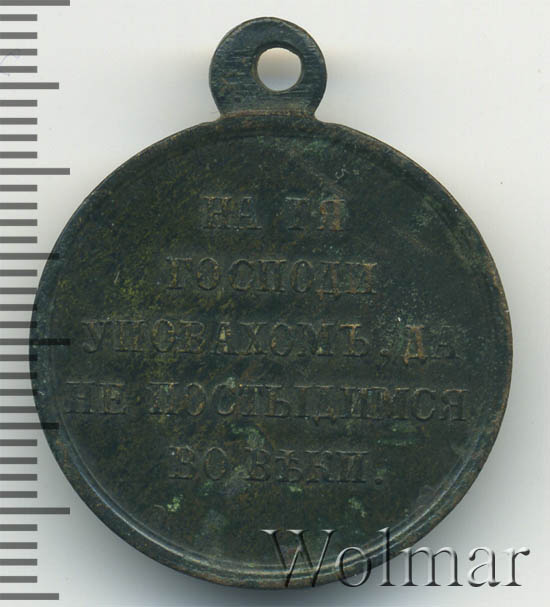 НА ТЯ
ГОСПОДИ
УПОВАХОМЪ, ДА
НЕ ПОСТЫДИМСЯ
ВО ВѢКИ.
Wolmar